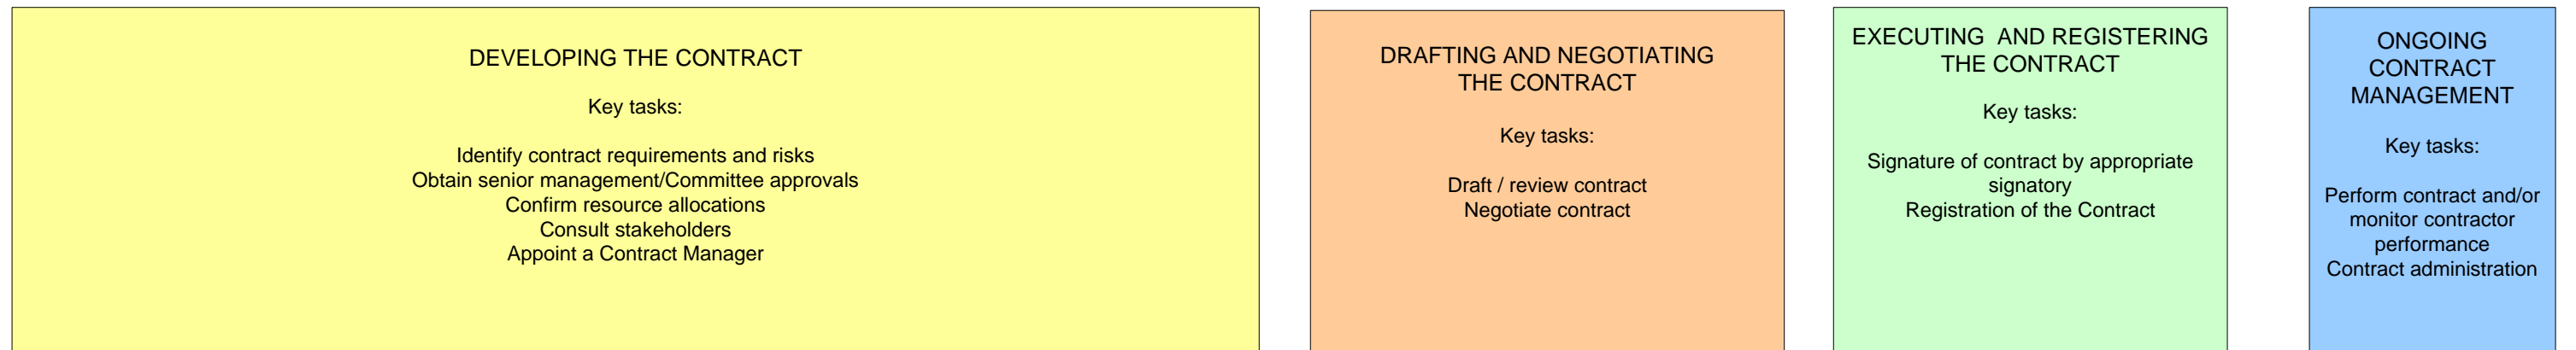 DEVELOPING THE CONTRACT
Key tasks:
Identify contract requirements and risks
Obtain senior management/Committee approvals
Confirm resource allocations
Consult stakeholders
Appoint a Contract Manager
DRAFTING AND NEGOTIATING
THE CONTRACT
Key tasks:
Draft / review contract
Negotiate contract
EXECUTING  AND REGISTERING
THE CONTRACT
Key tasks:
Signature of contract by appropriate
signatory
Registration of the Contract
ONGOING
CONTRACT
MANAGEMENT
Key tasks:
Perform contract and/or
monitor contractor
performance
Contract administration